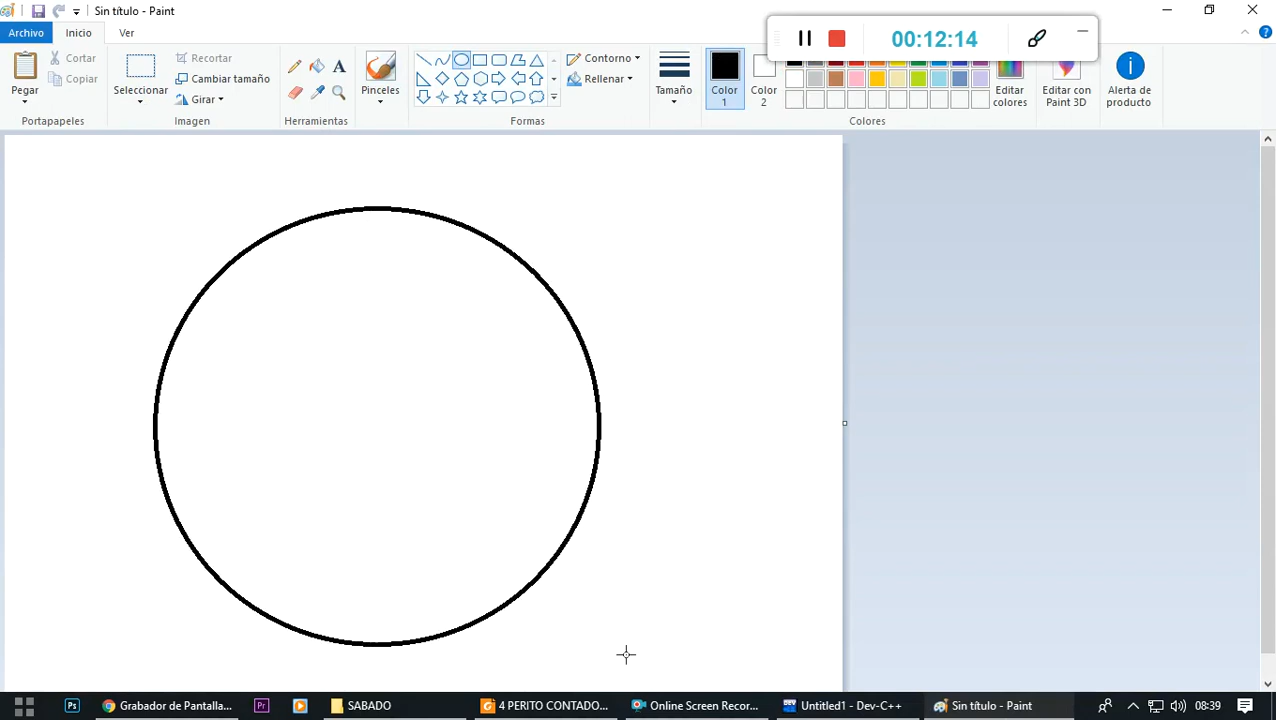 Sin título - Paint
Archivo Inicio Ver
00:12:14
Pegar
Cortar
Copiar
Portapapeles
Seleccionar
Recortar
Cambiar tamaño
Girar
Imagen
A
Herramientas
Pinceles
Contorno
Rellenar
Formas
Tamaño
Color
1
Color
2
Editar
colores
Colores
Editar con
Paint 3D
Alerta de
producto
Ps Grabador de Pantalla... Pr SABADO 4 PERITO CONTADO... Online Screen Recor... Untitled1 - Dev-C++ Sin título - Paint 08:39